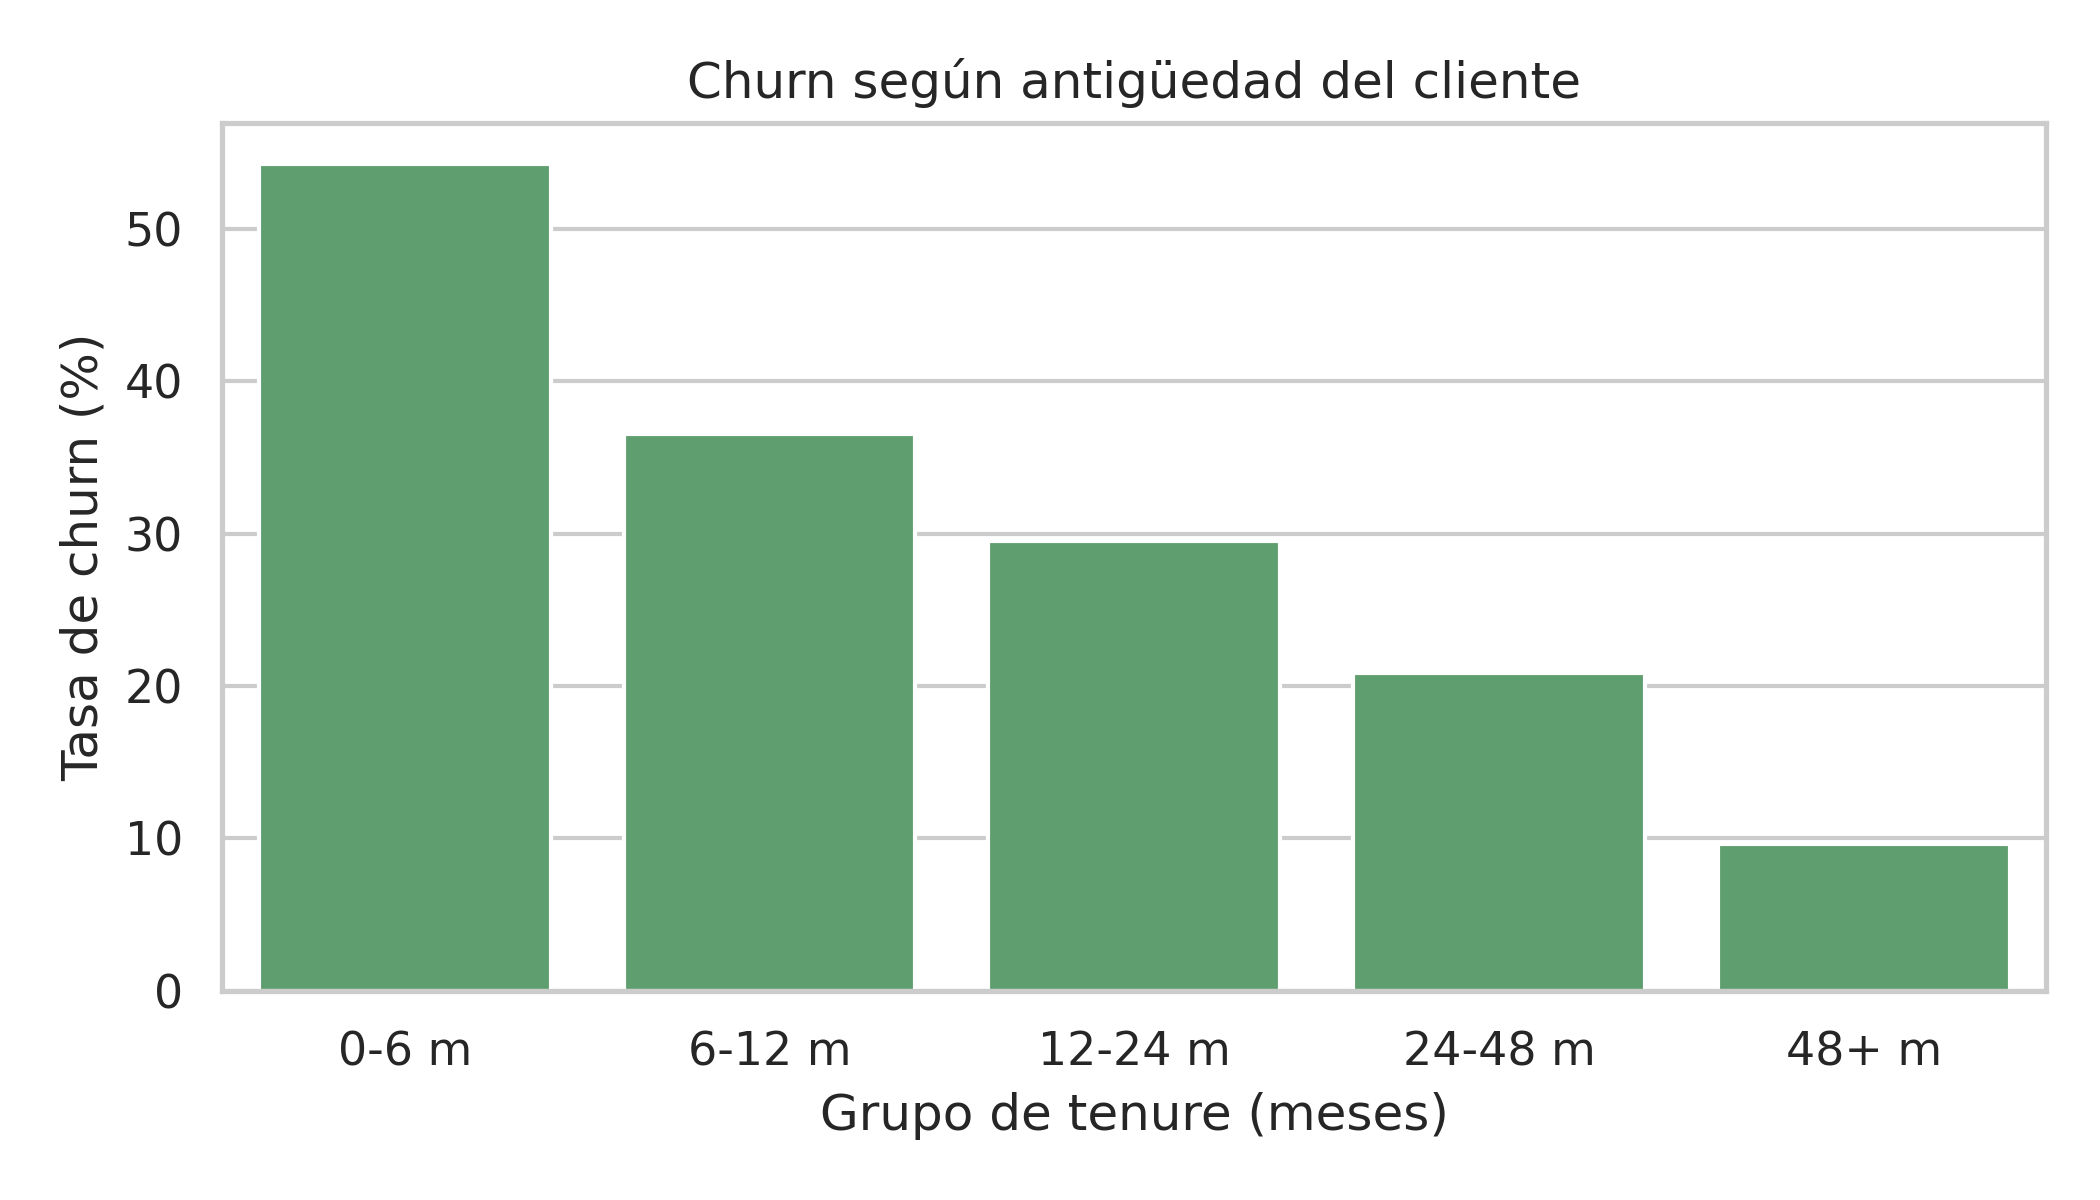 Churn según antigüedad del cliente
Tasa de churn (%)
50
40
30
20
10
0
0-6 m
6-12 m
12-24 m
24-48 m
48+ m
Grupo de tenure (meses)